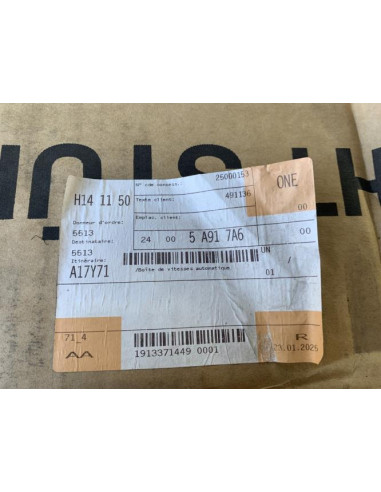 N° cde concess.: 25000153
ONE
H14 11 50
Texte client: 491136
00
Donneur d'ordre:
5613
Emplac. client:
24 00 5 A91 7A6 00
Destinataire:
5613
UN
Itinéraire:
A17Y71
/Boîte de vitesses automatique
/
01
71_4
AA
1913371449 0001
R
23.01.2025